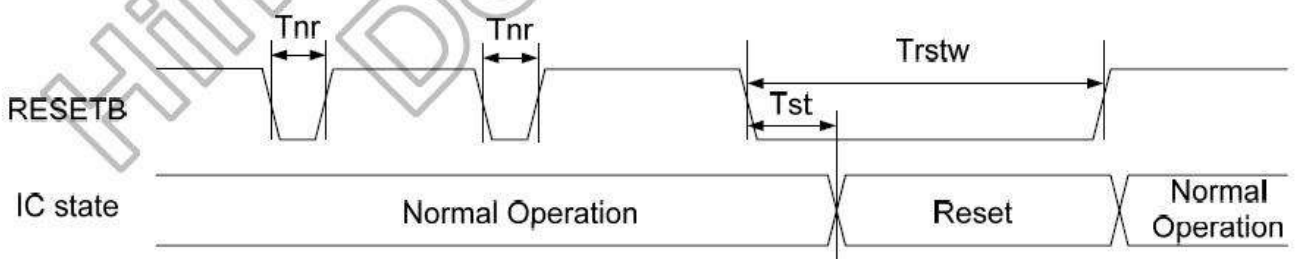 Tnr
Tnr
Trstw
RESETB
Tst
IC state
Normal Operation
Reset
Normal
Operation